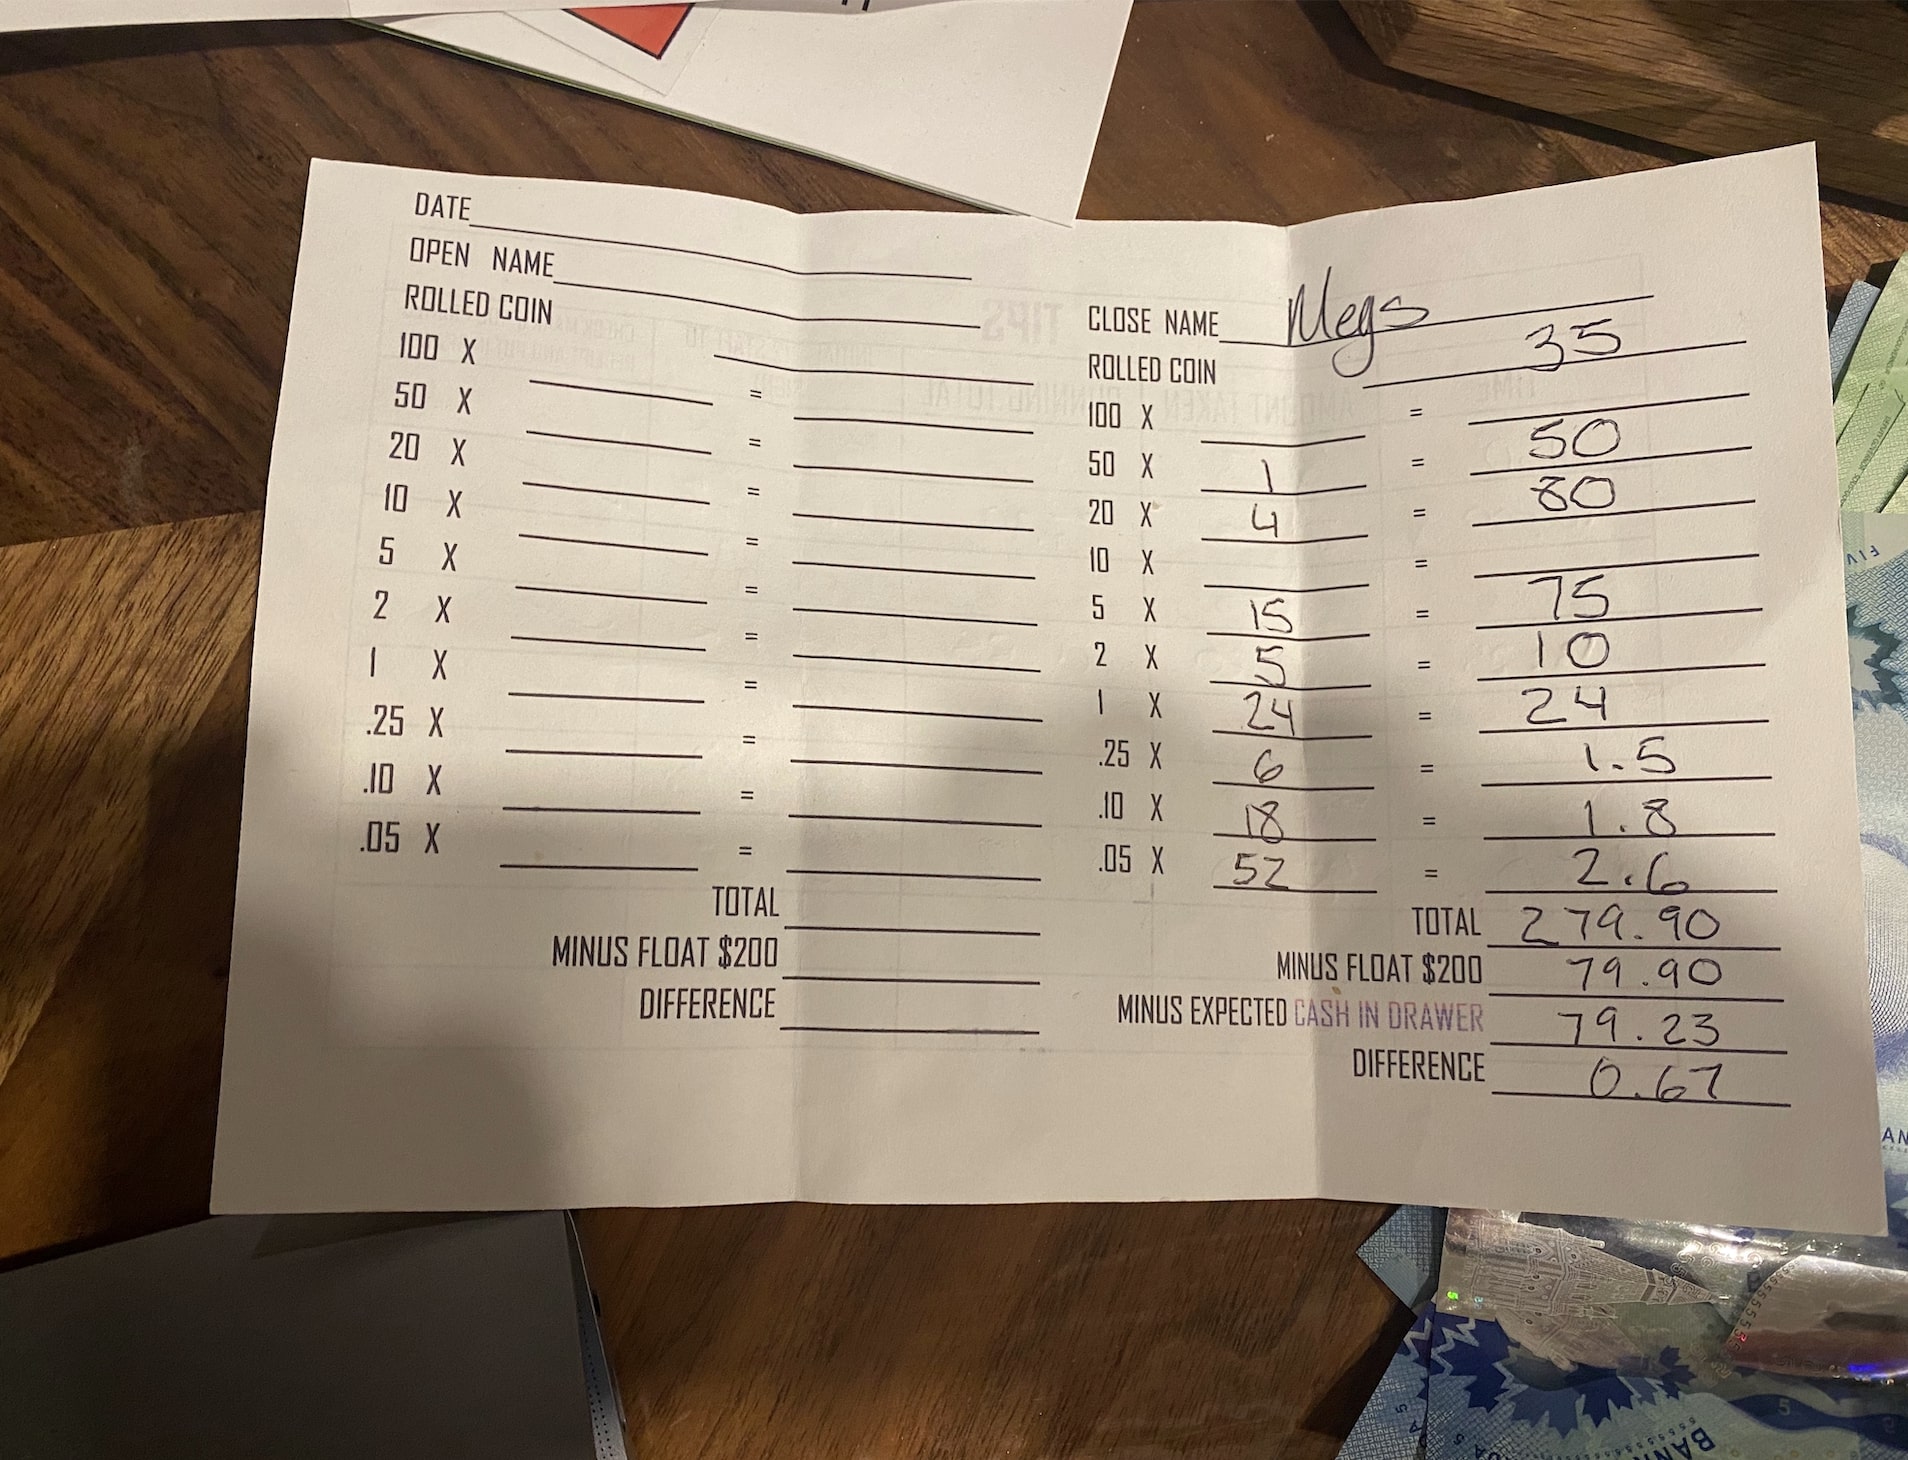 DATE
OPEN NAME
ROLLED COIN
100 X =
50 X =
20 X =
10 X =
5 X =
2 X =
1 X =
.25 X =
.10 X =
.05 X =
TOTAL
MINUS FLOAT $200
DIFFERENCE
CLOSE NAME Megs
ROLLED COIN 35
100 X =
50 X 1 = 50
20 X 4 = 80
10 X =
5 X 15 = 75
2 X 5 = 10
1 X 24 = 24
.25 X 6 = 1.5
.10 X 18 = 1.8
.05 X 52 = 2.6
TOTAL 279.90
MINUS FLOAT $200 79.90
MINUS EXPECTED CASH IN DRAWER 79.23
DIFFERENCE 0.67